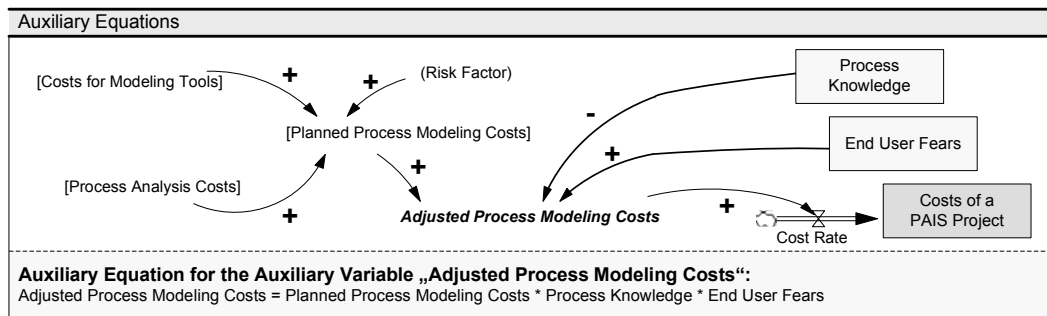 Auxiliary Equations
[Costs for Modeling Tools]
+
+
(Risk Factor)
Process
Knowledge
-
[Planned Process Modeling Costs]
+
+
End User Fears
[Process Analysis Costs]
+
Adjusted Process Modeling Costs
+
Cost Rate
Costs of a
PAIS Project
Auxiliary Equation for the Auxiliary Variable „Adjusted Process Modeling Costs“:
Adjusted Process Modeling Costs = Planned Process Modeling Costs * Process Knowledge * End User Fears